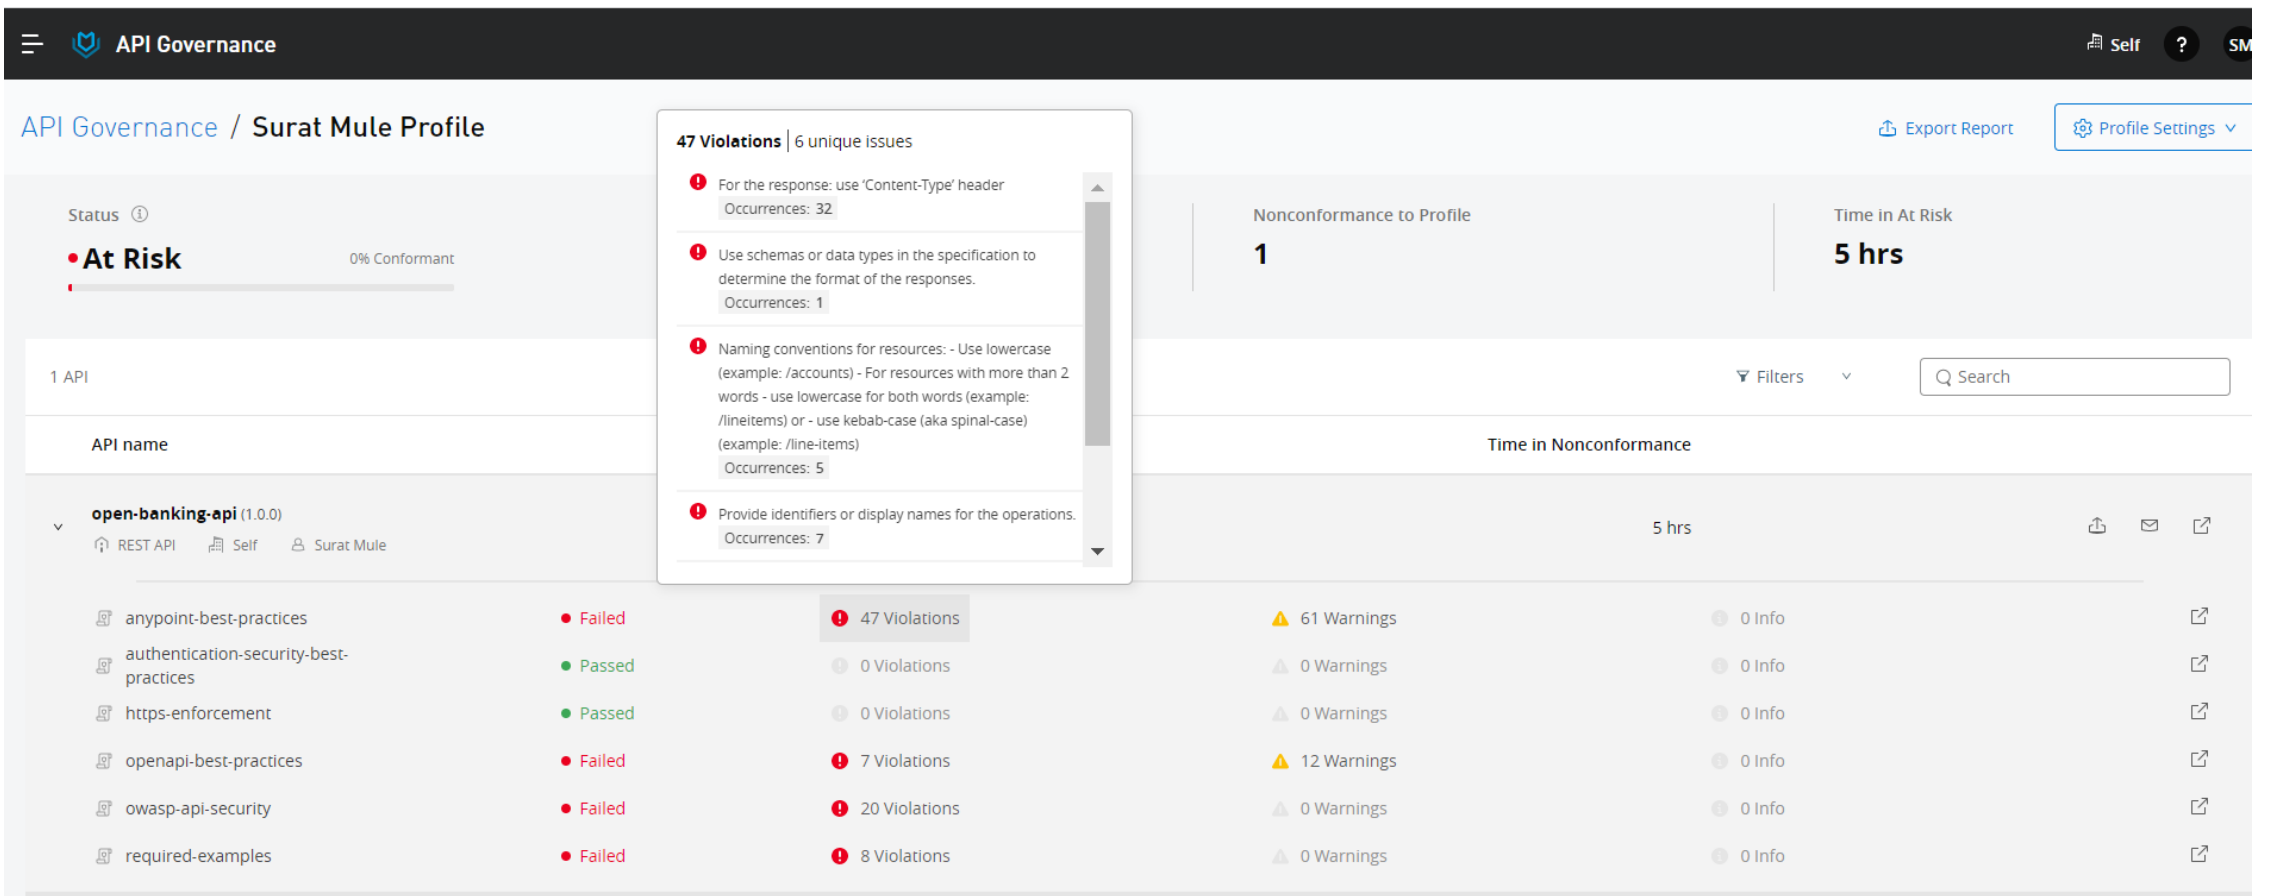 API Governance
Self ? SM
API Governance / Surat Mule Profile
Export Report
Profile Settings
Status
At Risk
0% Conformant
47 Violations | 6 unique issues
For the response: use ‘Content-Type’ header
Occurrences: 32
Use schemas or data types in the specification to
determine the format of the responses.
Occurrences: 1
Naming conventions for resources: - Use lowercase
(example: /accounts) - For resources with more than 2
words - use lowercase for both words (example:
/lineitems) or - use kebab-case (aka spinal-case)
(example: /line-items)
Occurrences: 5
Provide identifiers or display names for the operations.
Occurrences: 7
Nonconformance to Profile
1
Time in At Risk
5 hrs
1 API
Filters
Search
API name
Time in Nonconformance
open-banking-api (1.0.0)
REST API Self Surat Mule
5 hrs
anypoint-best-practices Failed 47 Violations 61 Warnings 0 Info
authentication-security-best-
practices Passed 0 Violations 0 Warnings 0 Info
https-enforcement Passed 0 Violations 0 Warnings 0 Info
openapi-best-practices Failed 7 Violations 12 Warnings 0 Info
owasp-api-security Failed 20 Violations 0 Warnings 0 Info
required-examples Failed 8 Violations 0 Warnings 0 Info